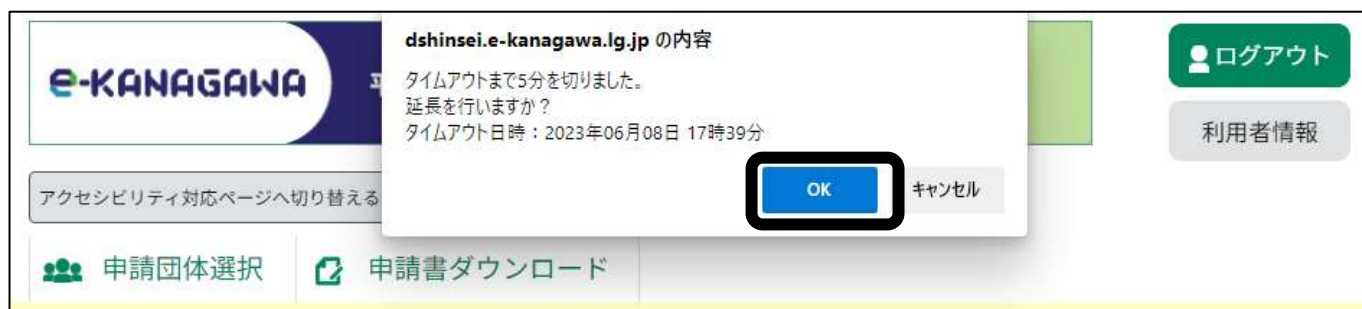 dshinsei.e-kanagawa.lg.jp の内容
タイムアウトまで5分を切りました。
延長を行いますか？
タイムアウト日時：2023年06月08日 17時39分
OK
キャンセル
e-KANAGAWA
ログアウト
利用者情報
アクセシビリティ対応ページへ切り替える
申請団体選択
申請書ダウンロード